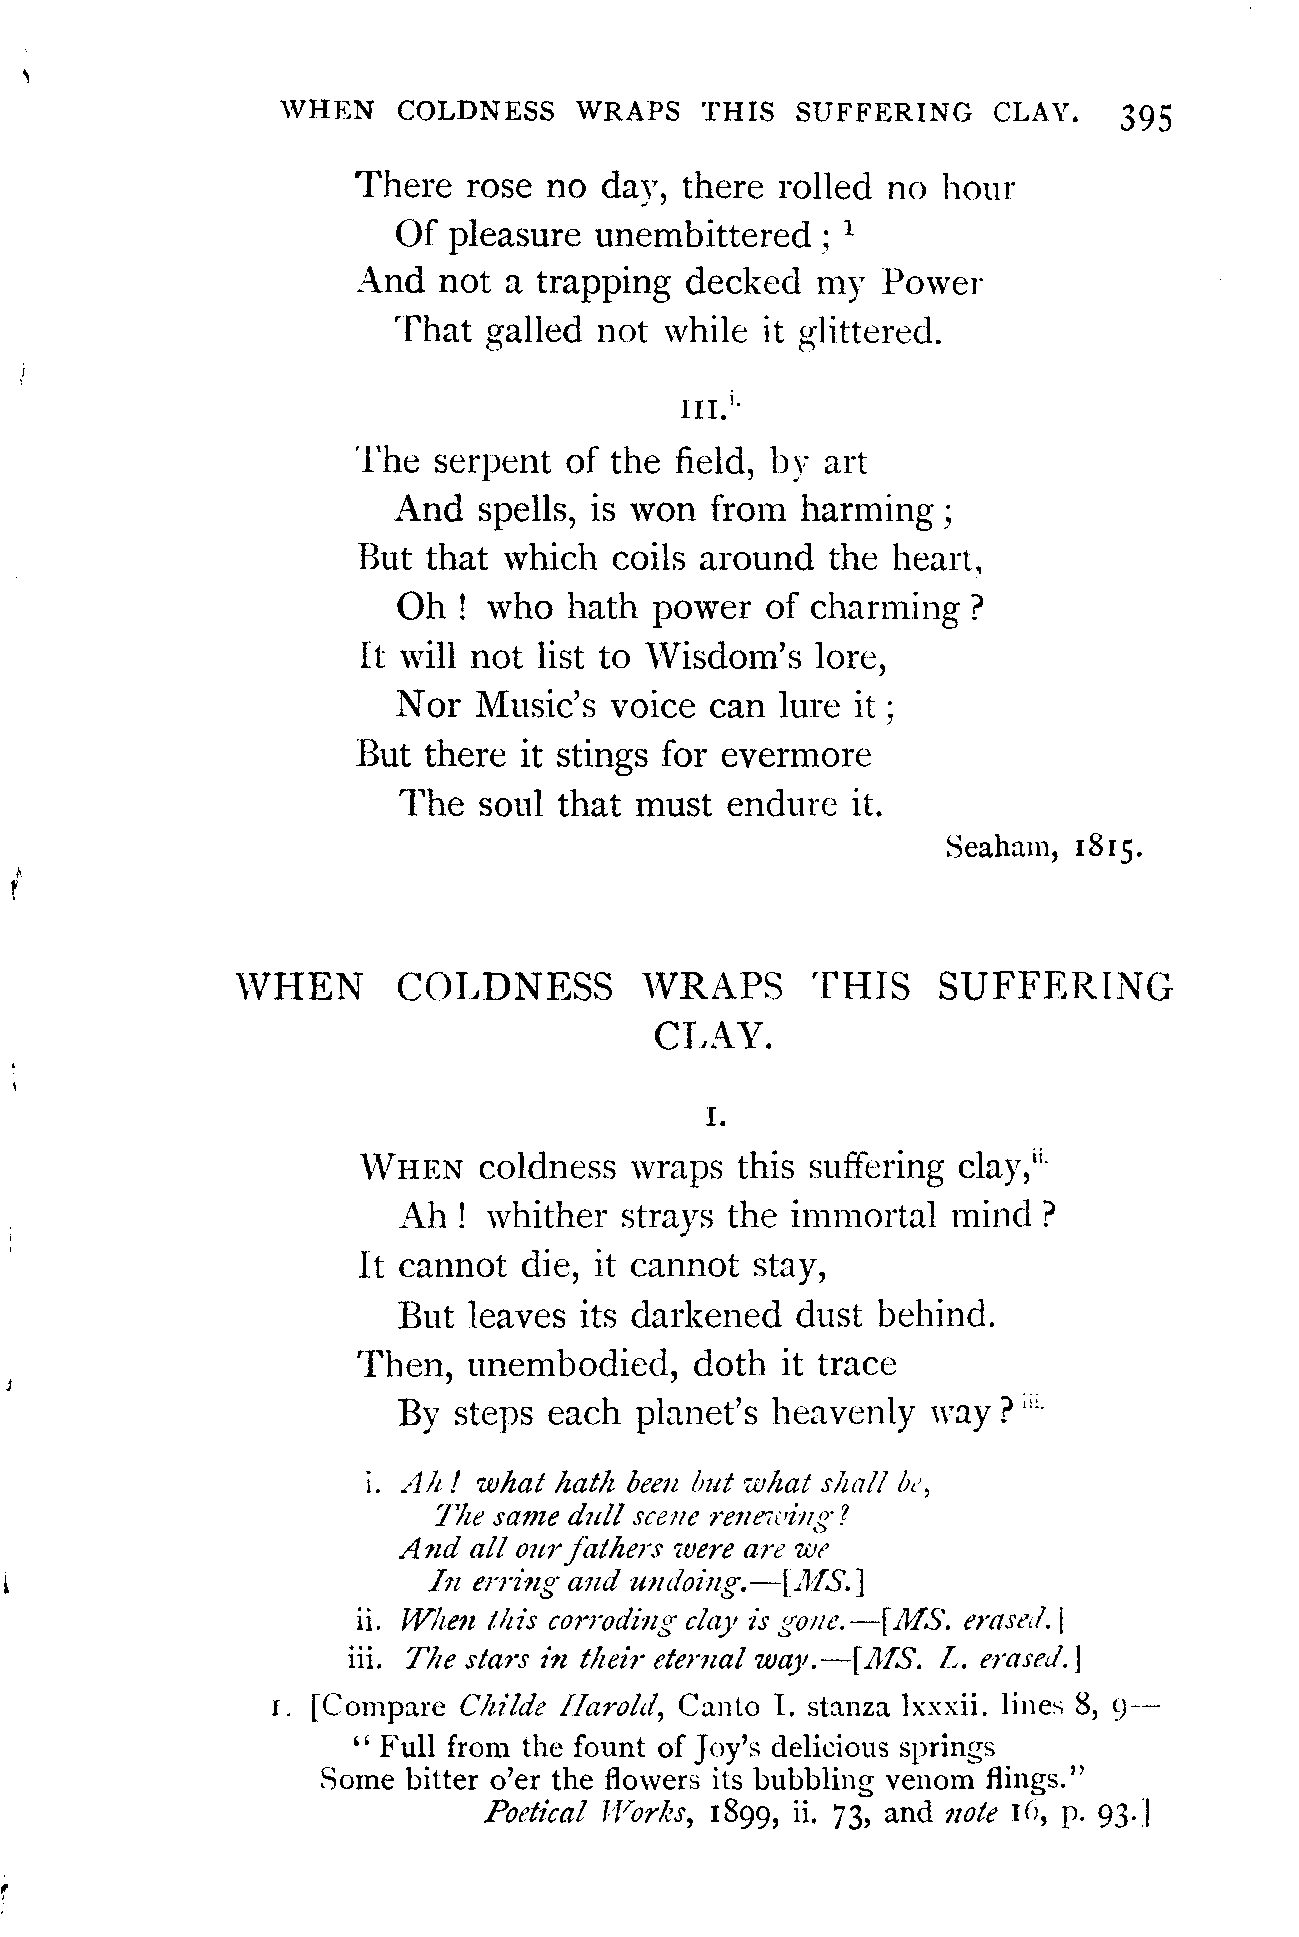 WHEN COLDNESS WRAPS THIS SUFFERING CLAY. 395
There rose no day, there rolled no hour
Of pleasure unembittered ; 1
And not a trapping decked my Power
That galled not while it glittered.
III.i.
The serpent of the field, by art
And spells, is won from harming ;
But that which coils around the heart,
Oh ! who hath power of charming ?
It will not list to Wisdom's lore,
Nor Music's voice can lure it ;
But there it stings for evermore
The soul that must endure it.
Seaham, 1815.
WHEN COLDNESS WRAPS THIS SUFFERING
CLAY.
I.
WHEN coldness wraps this suffering clay,ii.
Ah ! whither strays the immortal mind ?
It cannot die, it cannot stay,
But leaves its darkened dust behind.
Then, unembodied, doth it trace
By steps each planet's heavenly way ? iii.
i. Ah ! what hath been but what shall be,
The same dull scene renewing ?
And all our fathers were are we
In erring and undoing.—[MS.]
ii. When this corroding clay is gone.—[MS. erased.]
iii. The stars in their eternal way.—[MS. L. erased.]
1. [Compare Childe Harold, Canto I. stanza lxxxii. lines 8, 9—
" Full from the fount of Joy's delicious springs
Some bitter o'er the flowers its bubbling venom flings."
Poetical Works, 1899, ii. 73, and note 16, p. 93.]